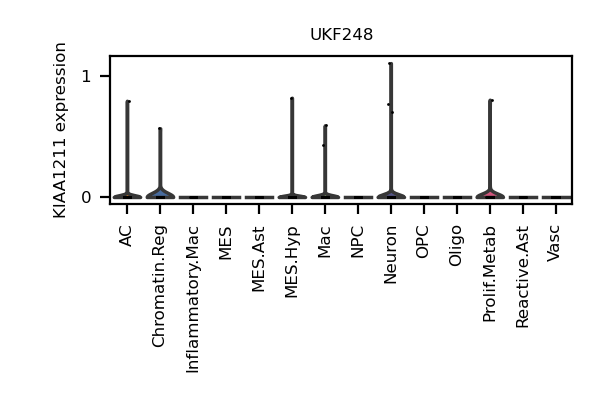 UKF248
KIAA1211 expression
1
0
AC
Chromatin.Reg
Inflammatory.Mac
MES
MES.Ast
MES.Hyp
Mac
NPC
Neuron
OPC
Oligo
Prolif.Metab
Reactive.Ast
Vasc